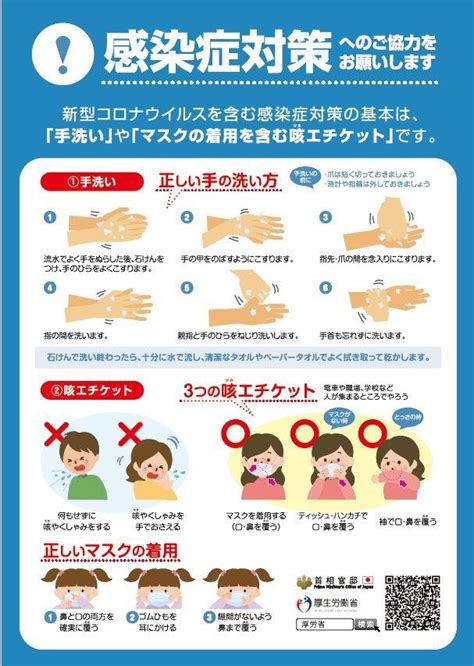 感染症対策
へのご協力を
お願いします
新型コロナウイルスを含む感染症対策の基本は、
「手洗い」や「マスクの着用を含む咳エチケット」です。
①手洗い
正しい手の洗い方
手洗いの
前に
・爪は短く切っておきましょう
・時計や指輪は外しておきましょう
1
流水でよく手をぬらした後、石けんを
つけ、手のひらをよくこすります。
2
手の甲をのばすようにこすります。
3
指先・爪の間を念入りにこすります。
4
指の間を洗います。
5
親指と手のひらをねじり洗いします。
6
手首も忘れずに洗います。
石けんで洗い終わったら、十分に水で流し、清潔なタオルやペーパータオルでよく拭き取って乾かします。
②咳エチケット
3つの咳エチケット
電車や職場、学校など
人が集まるところでやろう
何もせずに
咳やくしゃみをする
咳やくしゃみを
手でおさえる
マスクを着用する
(口・鼻を覆う)
マスクが
ない時
ティッシュ・ハンカチで
口・鼻を覆う
とっさの時
袖で口・鼻を覆う
正しいマスクの着用
1 鼻と口の両方を
確実に覆う
2 ゴムひもを
耳にかける
3 隙間がないよう
鼻まで覆う
首相官邸
Prime Minister's Office of Japan
厚生労働省
厚労省 検索